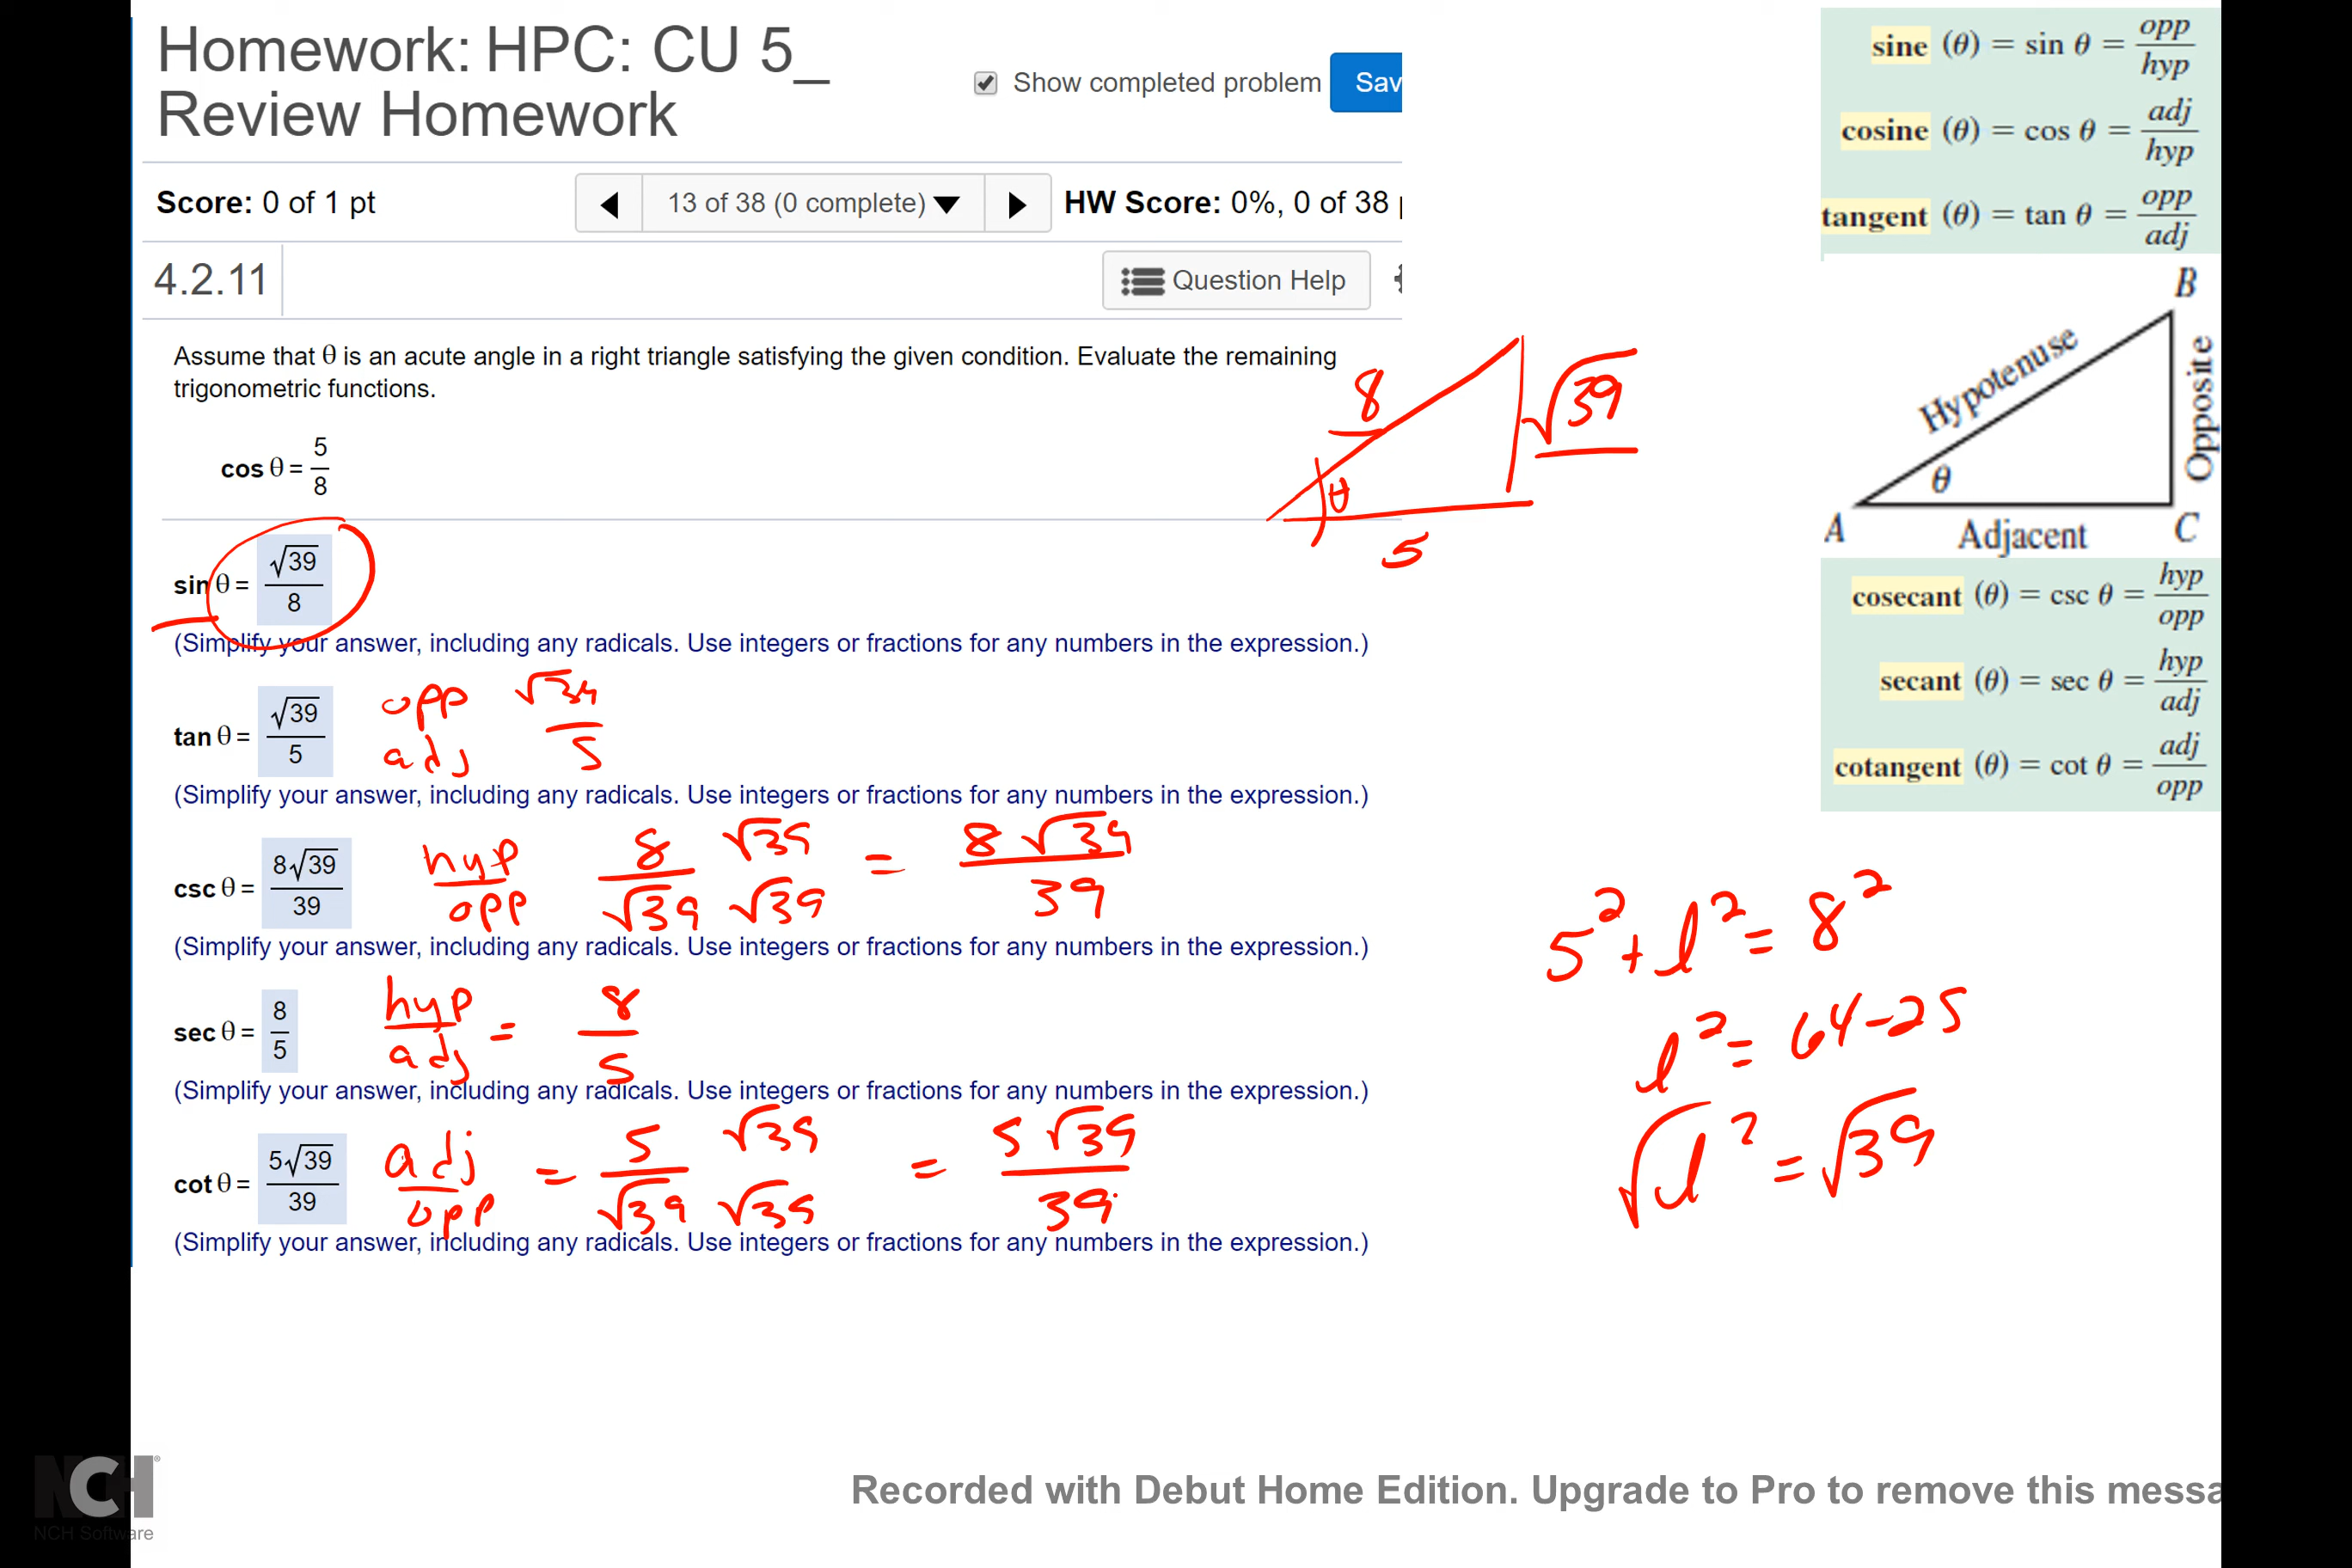 Homework: HPC: CU 5_
Review Homework
Show completed problem
Sav
Score: 0 of 1 pt
13 of 38 (0 complete)
HW Score: 0%, 0 of 38 p
4.2.11
Question Help
Assume that θ is an acute angle in a right triangle satisfying the given condition. Evaluate the remaining
trigonometric functions.
cos θ = 5/8
sin θ = √39/8
(Simplify your answer, including any radicals. Use integers or fractions for any numbers in the expression.)
tan θ = √39/5 opp/adj √39/5
(Simplify your answer, including any radicals. Use integers or fractions for any numbers in the expression.)
csc θ = 8√39/39 hyp/opp 8/√39 √39/√39 = 8√39/39
(Simplify your answer, including any radicals. Use integers or fractions for any numbers in the expression.)
sec θ = 8/5 hyp/adj = 8/5
(Simplify your answer, including any radicals. Use integers or fractions for any numbers in the expression.)
cot θ = 5√39/39 adj/opp = 5/√39 √39/√39 = 5√39/39
(Simplify your answer, including any radicals. Use integers or fractions for any numbers in the expression.)
8
√39
θ
5
sine (θ) = sin θ = opp/hyp
cosine (θ) = cos θ = adj/hyp
tangent (θ) = tan θ = opp/adj
B
Hypotenuse
Opposite
θ
A
Adjacent
C
cosecant (θ) = csc θ = hyp/opp
secant (θ) = sec θ = hyp/adj
cotangent (θ) = cot θ = adj/opp
5² + l² = 8²
l² = 64 - 25
√l² = √39
NCH®
NCH Software
Recorded with Debut Home Edition. Upgrade to Pro to remove this messa